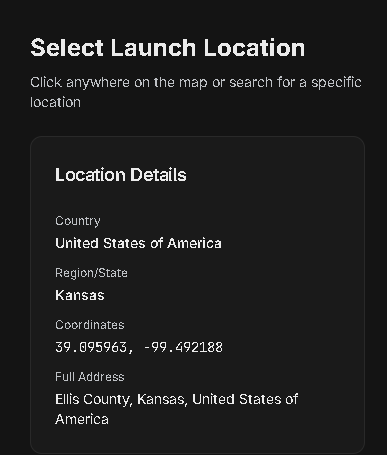 Select Launch Location
Click anywhere on the map or search for a specific
location
Location Details
Country
United States of America
Region/State
Kansas
Coordinates
39.095963, -99.492188
Full Address
Ellis County, Kansas, United States of
America